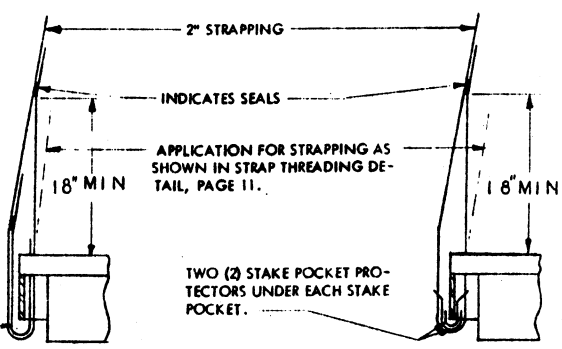 2" STRAPPING
INDICATES SEALS
APPLICATION FOR STRAPPING AS
SHOWN IN STRAP THREADING DE-
TAIL, PAGE 11.
18" MIN
18" MIN
TWO (2) STAKE POCKET PRO-
TECTORS UNDER EACH STAKE
POCKET.